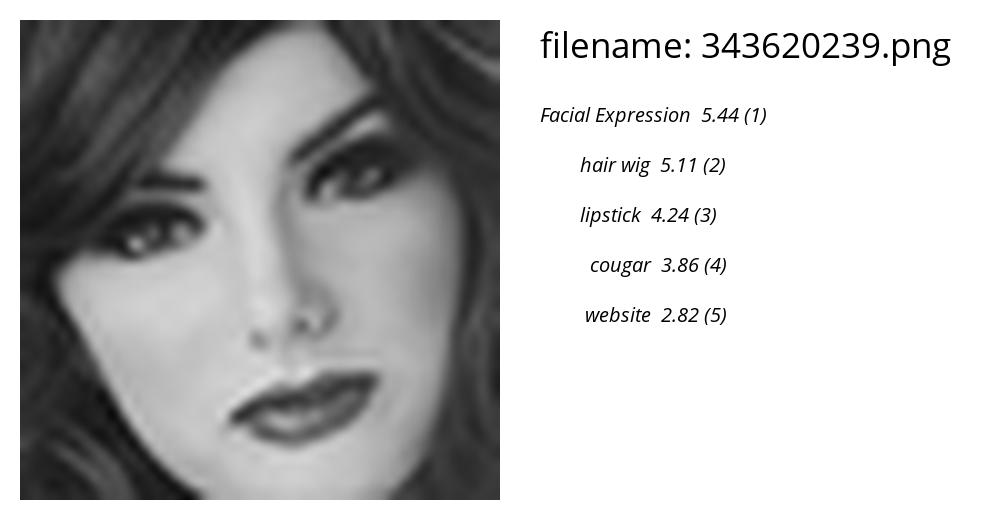 filename: 343620239.png
Facial Expression 5.44 (1)
hair wig 5.11 (2)
lipstick 4.24 (3)
cougar 3.86 (4)
website 2.82 (5)